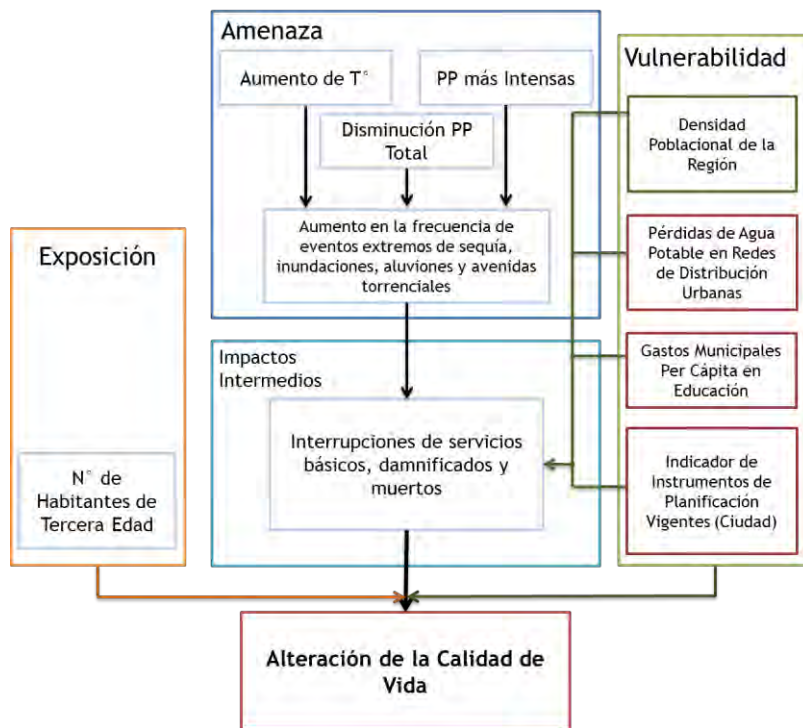 Amenaza
Aumento de T°
PP más Intensas
Disminución PP
Total
Aumento en la frecuencia de
eventos extremos de sequía,
inundaciones, aluviones y avenidas
torrenciales
Vulnerabilidad
Densidad
Poblacional de la
Región
Pérdidas de Agua
Potable en Redes
de Distribución
Urbanas
Gastos Municipales
Per Cápita en
Educación
Indicador de
Instrumentos de
Planificación
Vigentes (Ciudad)
Exposición
N° de
Habitantes de
Tercera Edad
Impactos
Intermedios
Interrupciones de servicios
básicos, damnificados y
muertos
Alteración de la Calidad de
Vida